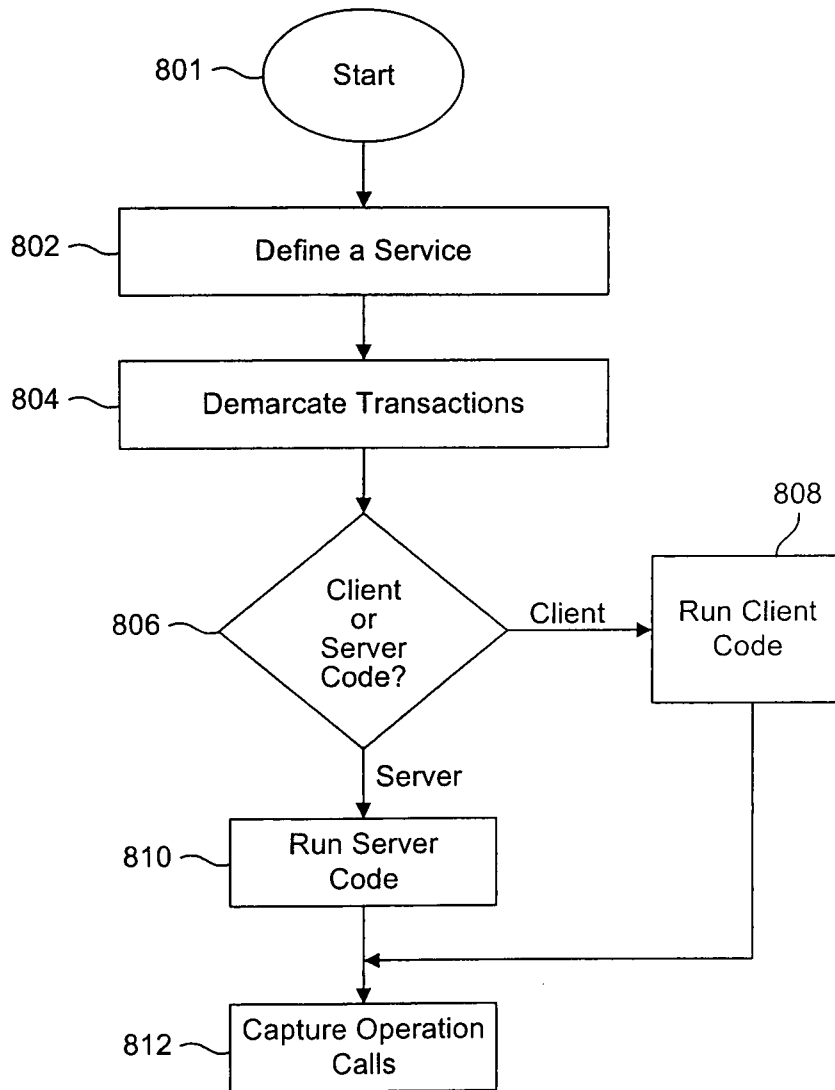 801
Start
802
Define a Service
804
Demarcate Transactions
808
806
Client
or
Server
Code?
Client
Run Client
Code
Server
810
Run Server
Code
812
Capture Operation
Calls